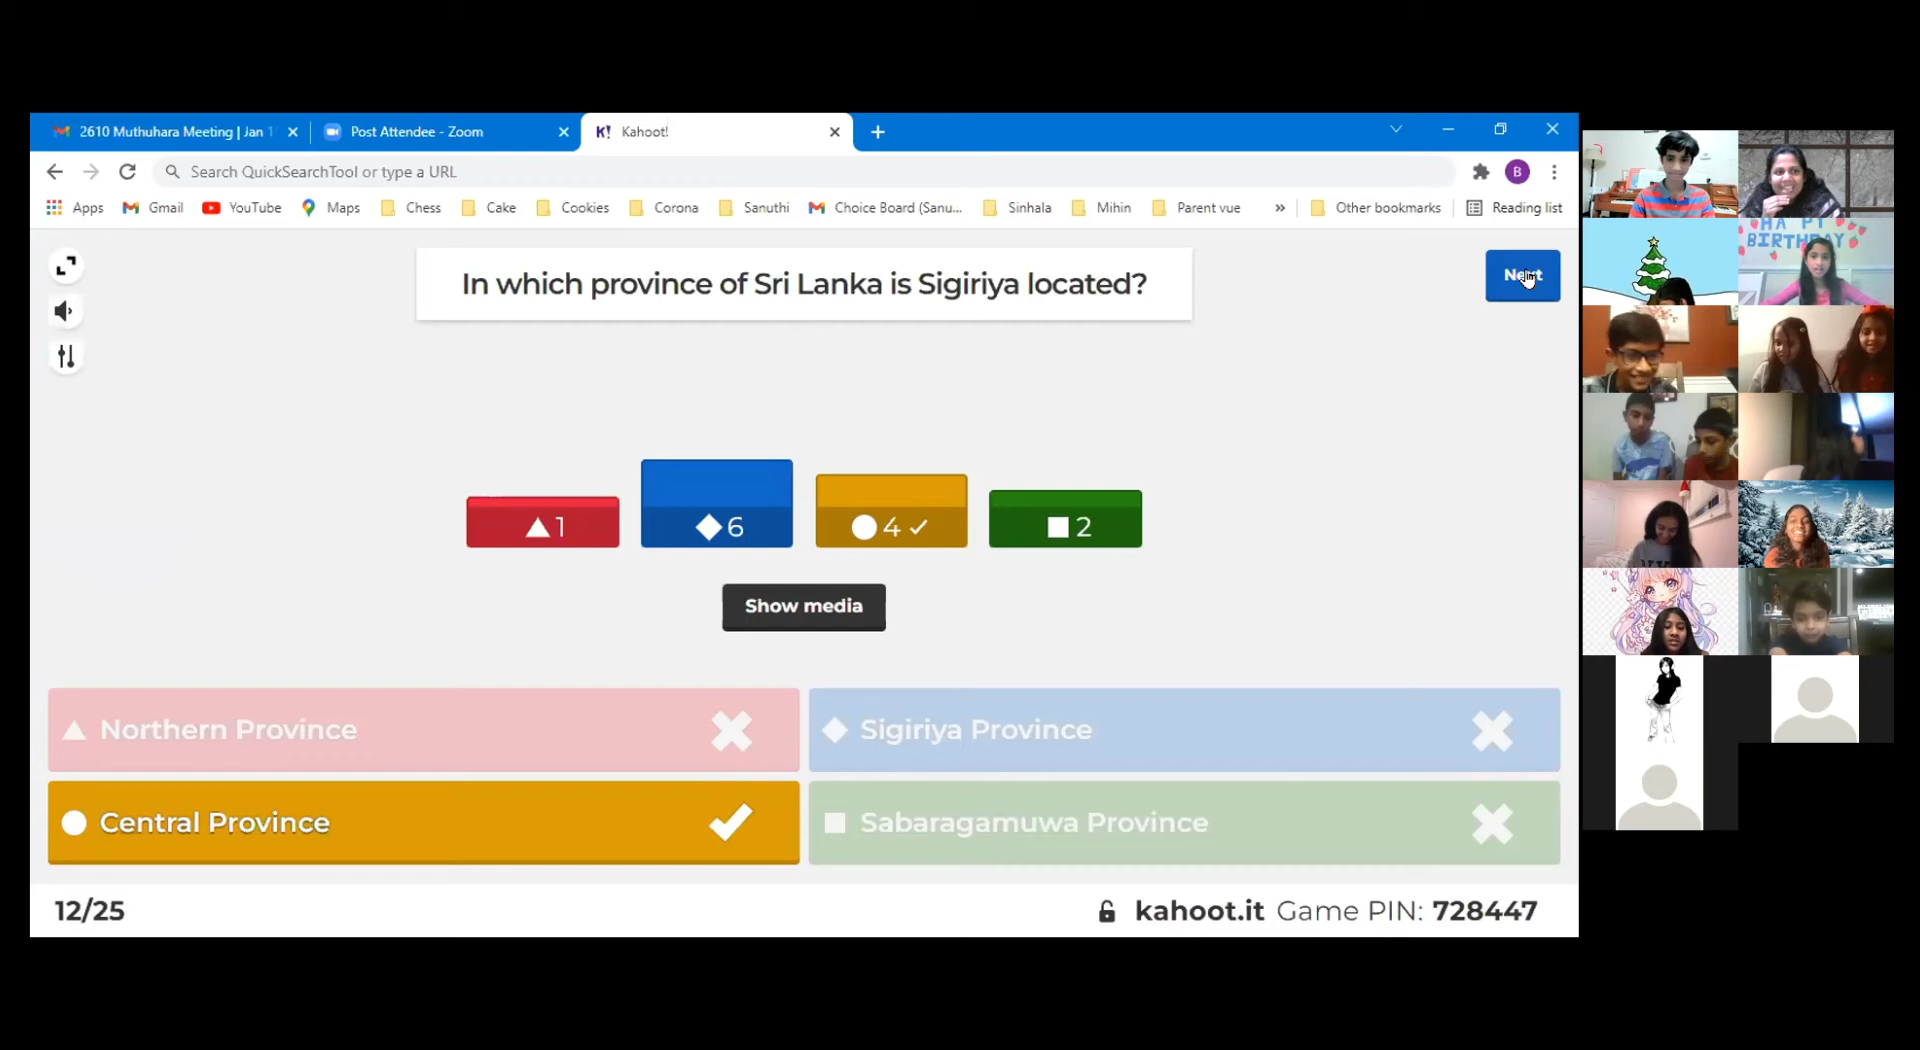 2610 Muthuhara Meeting | Jan 1
Post Attendee - Zoom
K! Kahoot!
Search QuickSearchTool or type a URL
B
Apps
Gmail
YouTube
Maps
Chess
Cake
Cookies
Corona
Sanuthi
Choice Board (Sanu...
Sinhala
Mihin
Parent vue
»
Other bookmarks
Reading list
In which province of Sri Lanka is Sigiriya located?
Next
HAPPY
BIRTHDAY
1
6
4
2
Show media
Northern Province
Sigiriya Province
Central Province
Sabaragamuwa Province
12/25
kahoot.it Game PIN: 728447